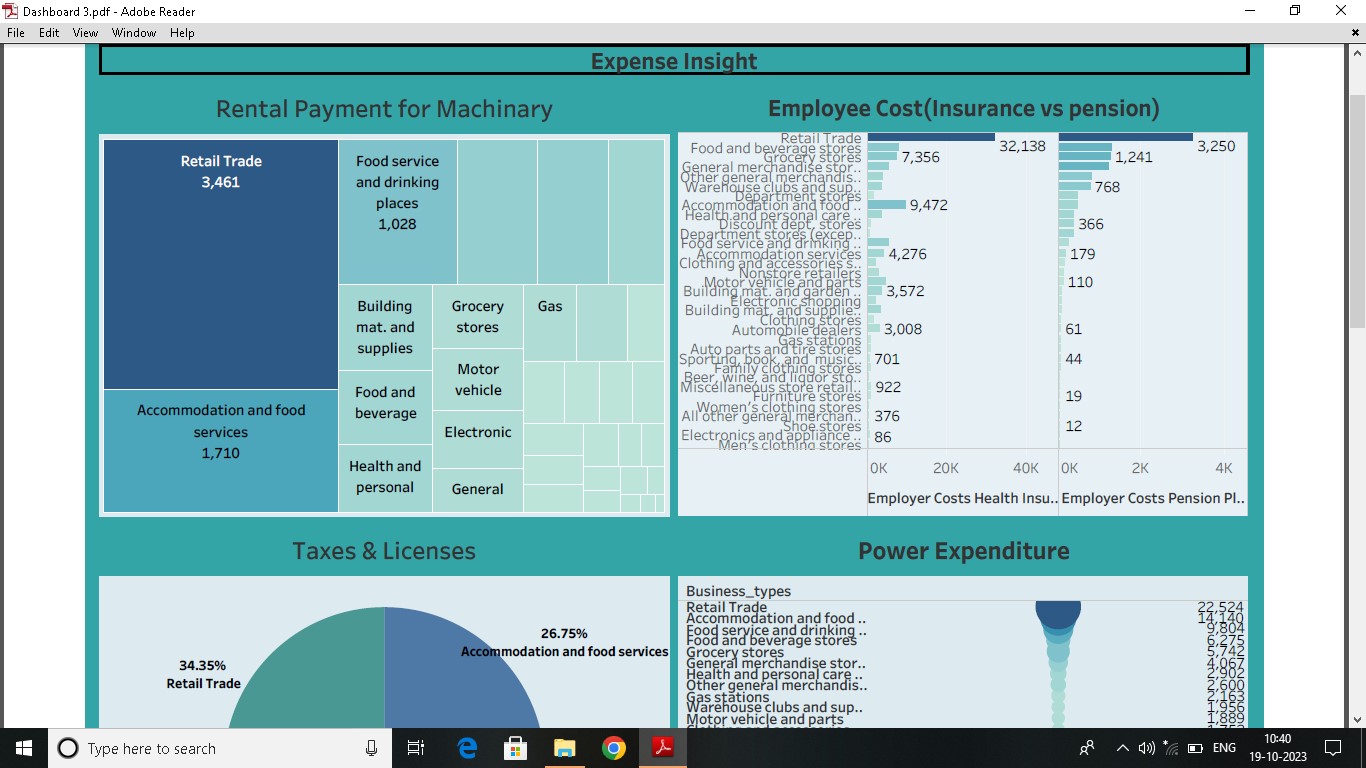 Dashboard 3.pdf - Adobe Reader
File Edit View Window Help
Expense Insight
Rental Payment for Machinary
Retail Trade
3,461
Food service
and drinking
places
1,028
Accommodation and food
services
1,710
Building
mat. and
supplies
Food and
beverage
Health and
personal
Grocery
stores
Motor
vehicle
Electronic
General
Gas
Employee Cost(Insurance vs pension)
Retail Trade
Food and beverage stores
Grocery stores
General merchandise stor..
Other general merchandis..
Warehouse clubs and sup..
Department stores
Accommodation and food ..
Health and personal care ..
Discount dept. stores
Department stores (excep..
Food service and drinking ..
Accommodation services
Clothing and accessories s..
Nonstore retailers
Motor vehicle and parts
Building mat. and garden ..
Electronic shopping
Building mat. and supplie..
Clothing stores
Automobile dealers
Gas stations
Auto parts and tire stores
Sporting, book, and music..
Family clothing stores
Beer, wine, and liquor sto..
Miscellaneous store retail..
Furniture stores
Women's clothing stores
All other general merchan..
Shoe stores
Electronics and appliance ..
Men's clothing stores
32,138
7,356
9,472
4,276
3,572
3,008
701
922
376
86
3,250
1,241
768
366
179
110
61
44
19
12
0K 20K 40K 0K 2K 4K
Employer Costs Health Insu.. Employer Costs Pension Pl..
Taxes & Licenses
34.35%
Retail Trade
26.75%
Accommodation and food services
Power Expenditure
Business_types
Retail Trade 22,524
Accommodation and food .. 14,140
Food service and drinking .. 9,804
Food and beverage stores 6,275
Grocery stores 5,742
General merchandise stor.. 4,067
Health and personal care .. 2,902
Other general merchandis.. 2,600
Gas stations 2,163
Warehouse clubs and sup.. 1,956
Motor vehicle and parts 1,889
Type here to search
ENG
10:40
19-10-2023